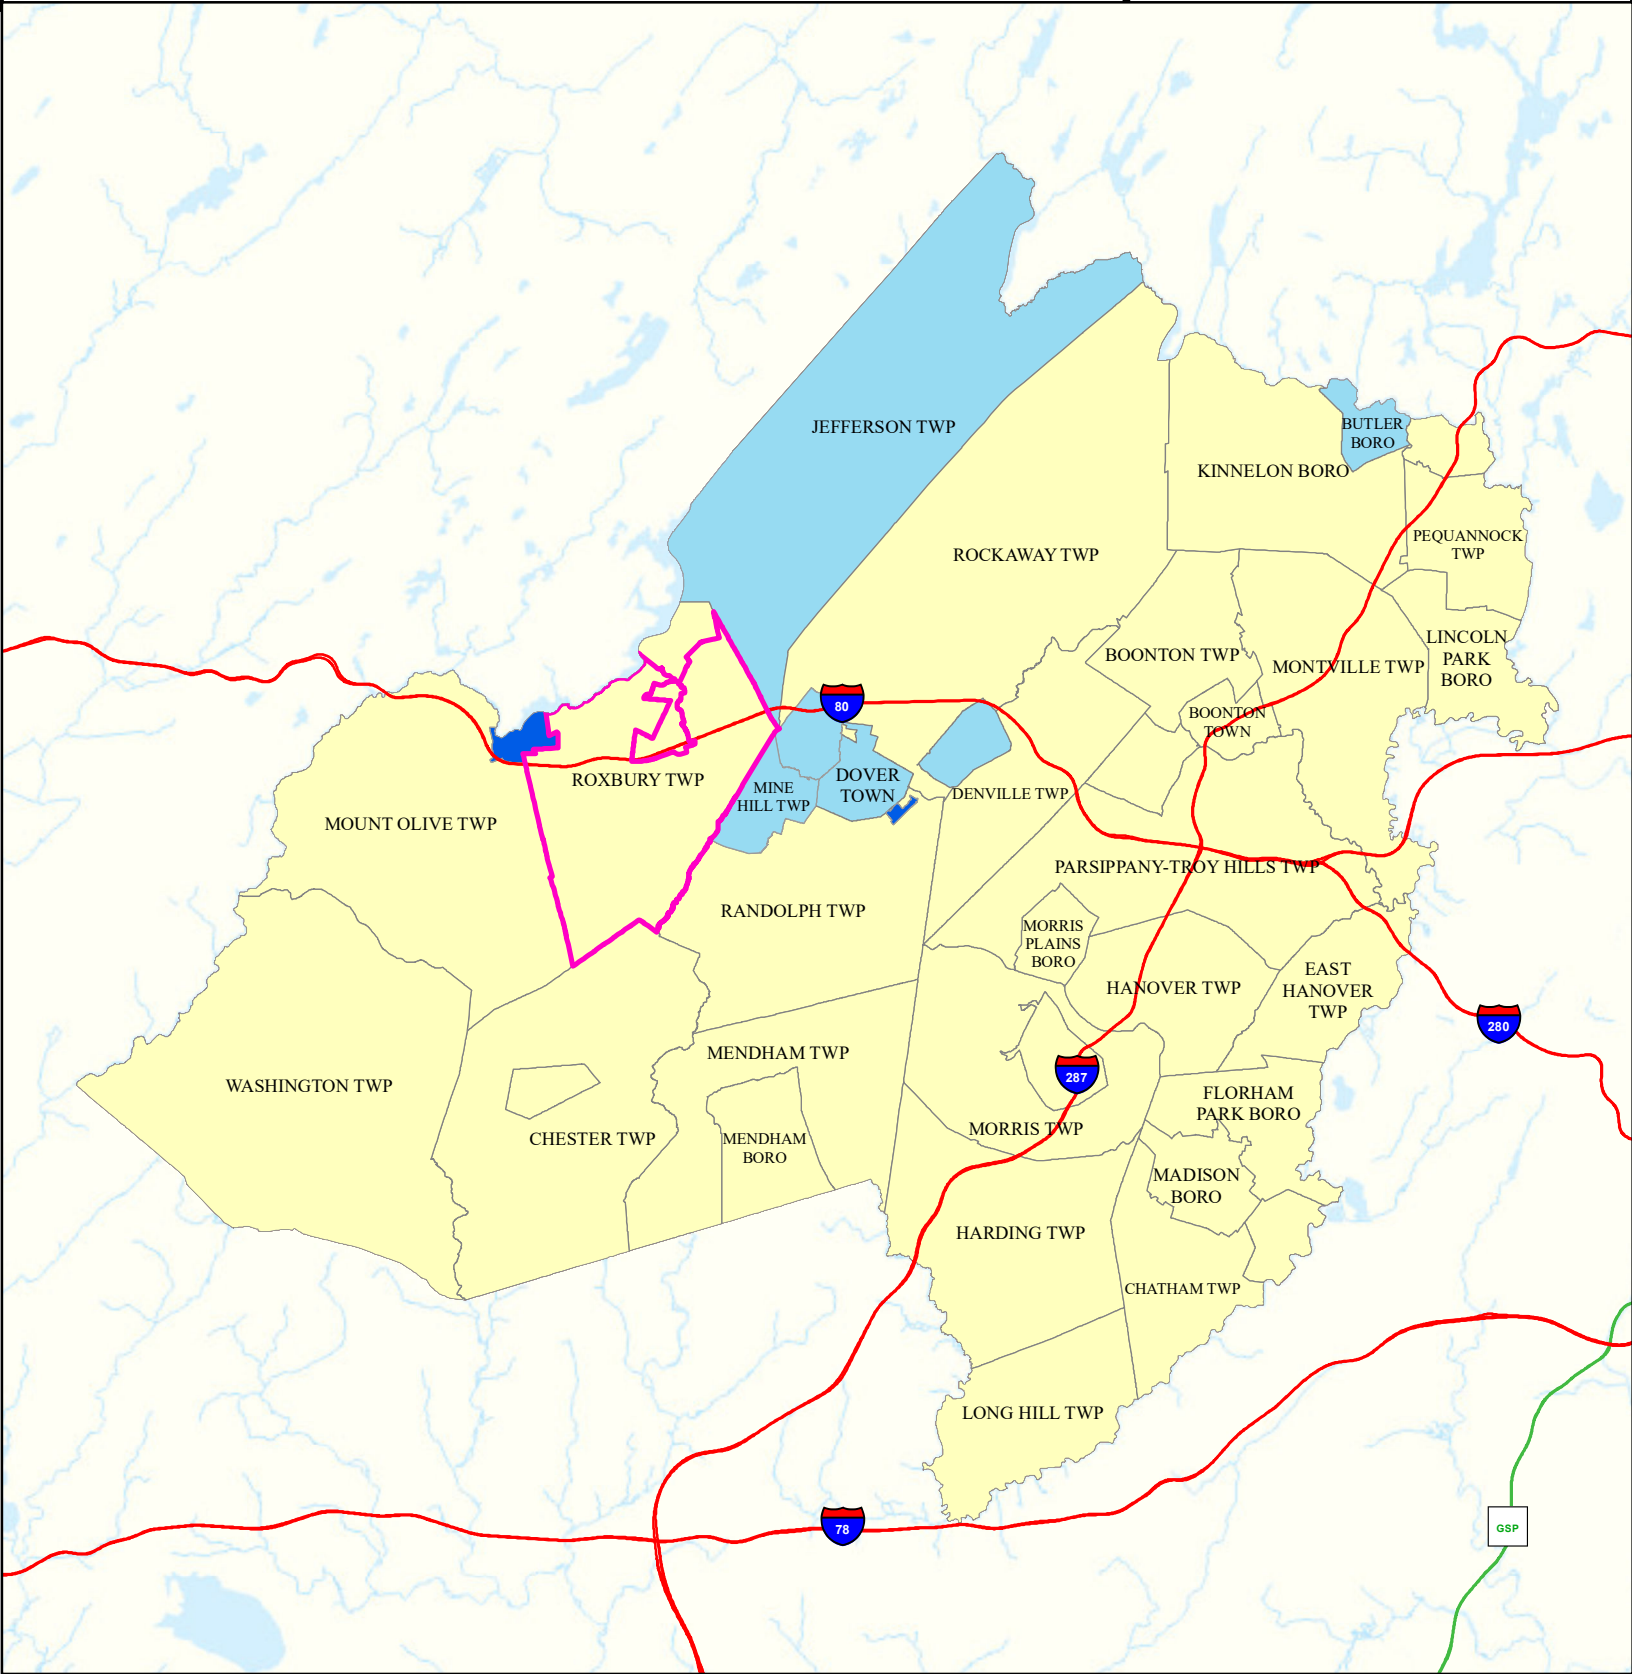 JEFFERSON TWP
BUTLER
BORO
KINNELON BORO
PEQUANNOCK
TWP
ROCKAWAY TWP
LINCOLN
PARK
BORO
BOONTON TWP
MONTVILLE TWP
80
BOONTON
TOWN
ROXBURY TWP
MINE
HILL TWP
DOVER
TOWN
DENVILLE TWP
MOUNT OLIVE TWP
PARSIPPANY-TROY HILLS TWP
RANDOLPH TWP
MORRIS
PLAINS
BORO
EAST
HANOVER
TWP
HANOVER TWP
280
MENDHAM TWP
287
WASHINGTON TWP
FLORHAM
PARK BORO
CHESTER TWP
MENDHAM
BORO
MORRIS TWP
MADISON
BORO
HARDING TWP
CHATHAM TWP
LONG HILL TWP
78
GSP